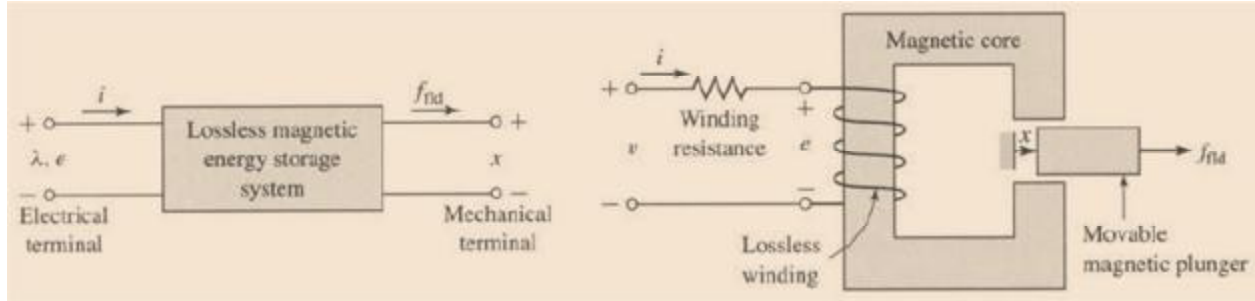 i
f_fld
+
+
Lossless magnetic
energy storage
system
λ, e
x
−
−
Electrical
terminal
Mechanical
terminal
Magnetic core
i
+
+
Winding
resistance
v
e
x
f_fld
−
−
Lossless
winding
Movable
magnetic plunger